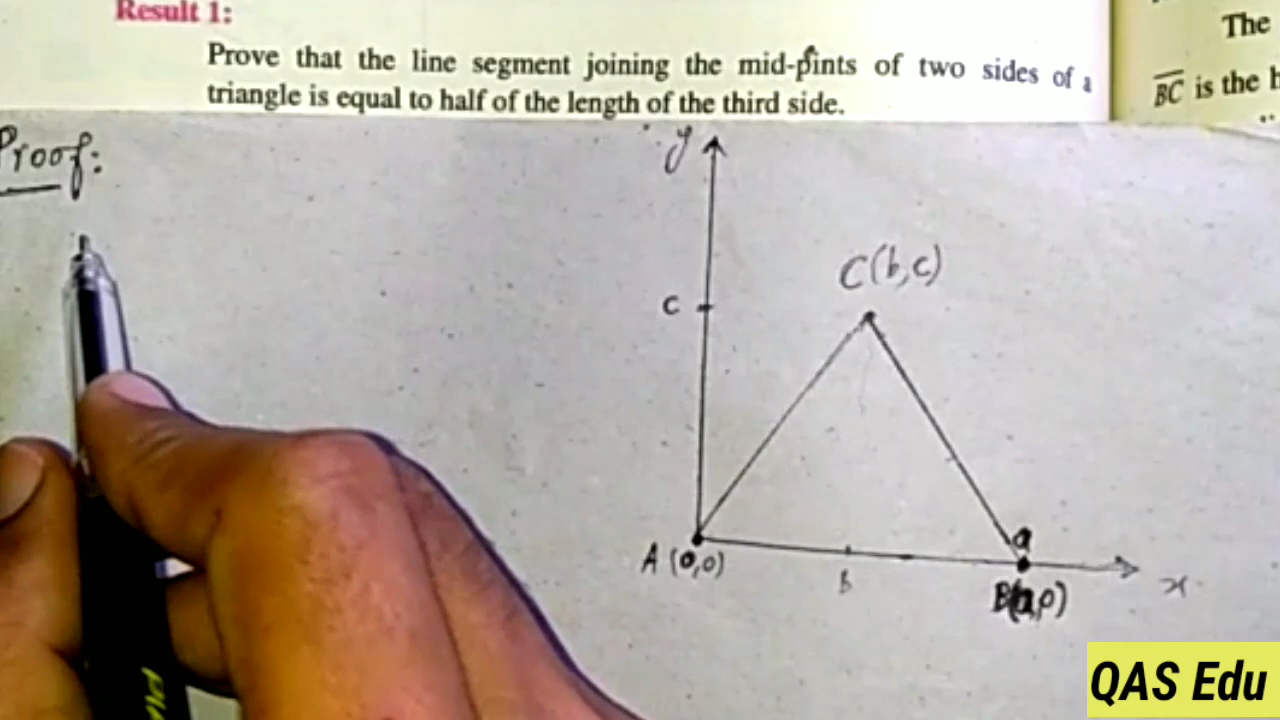 Result 1:
Prove that the line segment joining the mid-pints of two sides of a
triangle is equal to half of the length of the third side.
The
BC is the
Proof:
y
C(b,c)
c
a
A (0,0)
B
x
QAS Edu